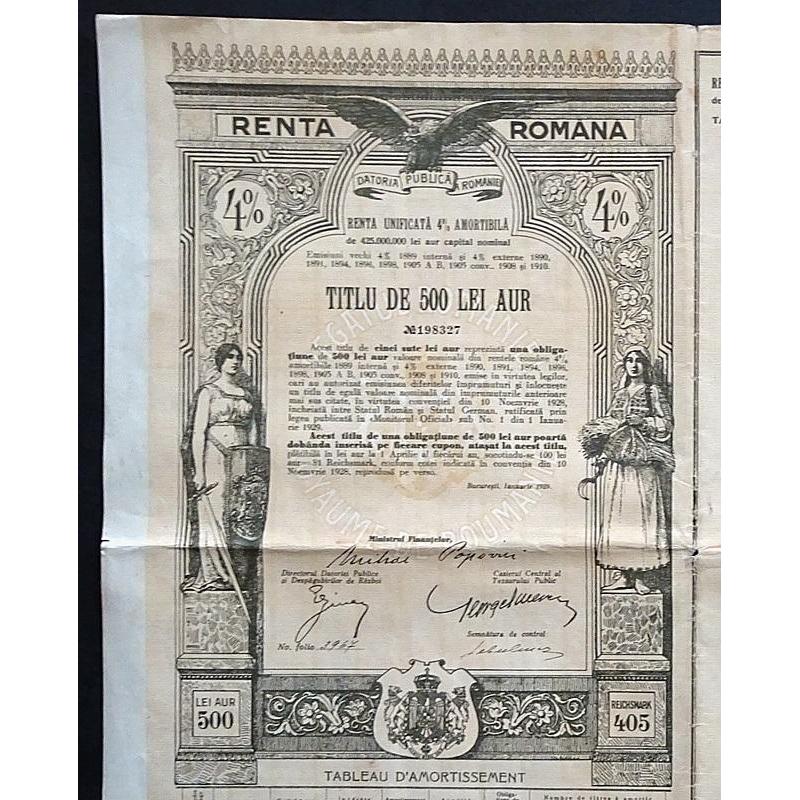 RENTA ROMANA
DATORIA PUBLICĂ A ROMANIEI
4% 4%
RENTA UNIFICATĂ 4% AMORTIBILĂ
de 425.000.000 lei aur capital nominal
Emisiuni vechi 4% 1889 internă și 4% externe 1890,
1891, 1894, 1896, 1898, 1905 A B, 1905 conv., 1908 și 1910.
TITLU DE 500 LEI AUR
№198327
Acest titlu de cinci sute lei aur reprezintă una obliga-
țiune de 500 lei aur valoare nominală din rentele române 4%
amortibile 1889 internă și 4% externe 1890, 1891, 1894, 1896,
1898, 1905 A B, 1905 conv., 1908 și 1910, emise în virtutea legilor,
cari au autorizat emisiunea diferitelor împrumuturi și înlocuește
un titlu de egală valoare nominală din împrumuturile anterioare
mai sus citate, în virtutea convenției din 10 Noemvrie 1928,
încheiată între Statul Român și Statul German, ratificată prin
legea publicată în «Monitorul Oficial» sub No. 1 din 1 Ianua-
rie 1929.
Acest titlu de una obligațiune de 500 lei aur poartă
dobânda înscrisă pe fiecare cupon, atașat la acest titlu,
plătibilă în lei aur la 1 Aprilie al fiecărui an, socotindu-se 100 lei
aur = 81 Reichsmark, conform cotei indicată în convenția din 10
Noemvrie 1928, reprodusă pe verso.
București, Ianuarie 1929.
Ministrul Finanțelor,
Mihai Popovici
Directorul Datoriei Publice
și Despăgubirilor de Război
Casierul Central al
Tezaurului Public
Semnătura de control
No. folio 2967
LEI AUR
500
REICHSMARK
405
TABLEAU D'AMORTISSEMENT